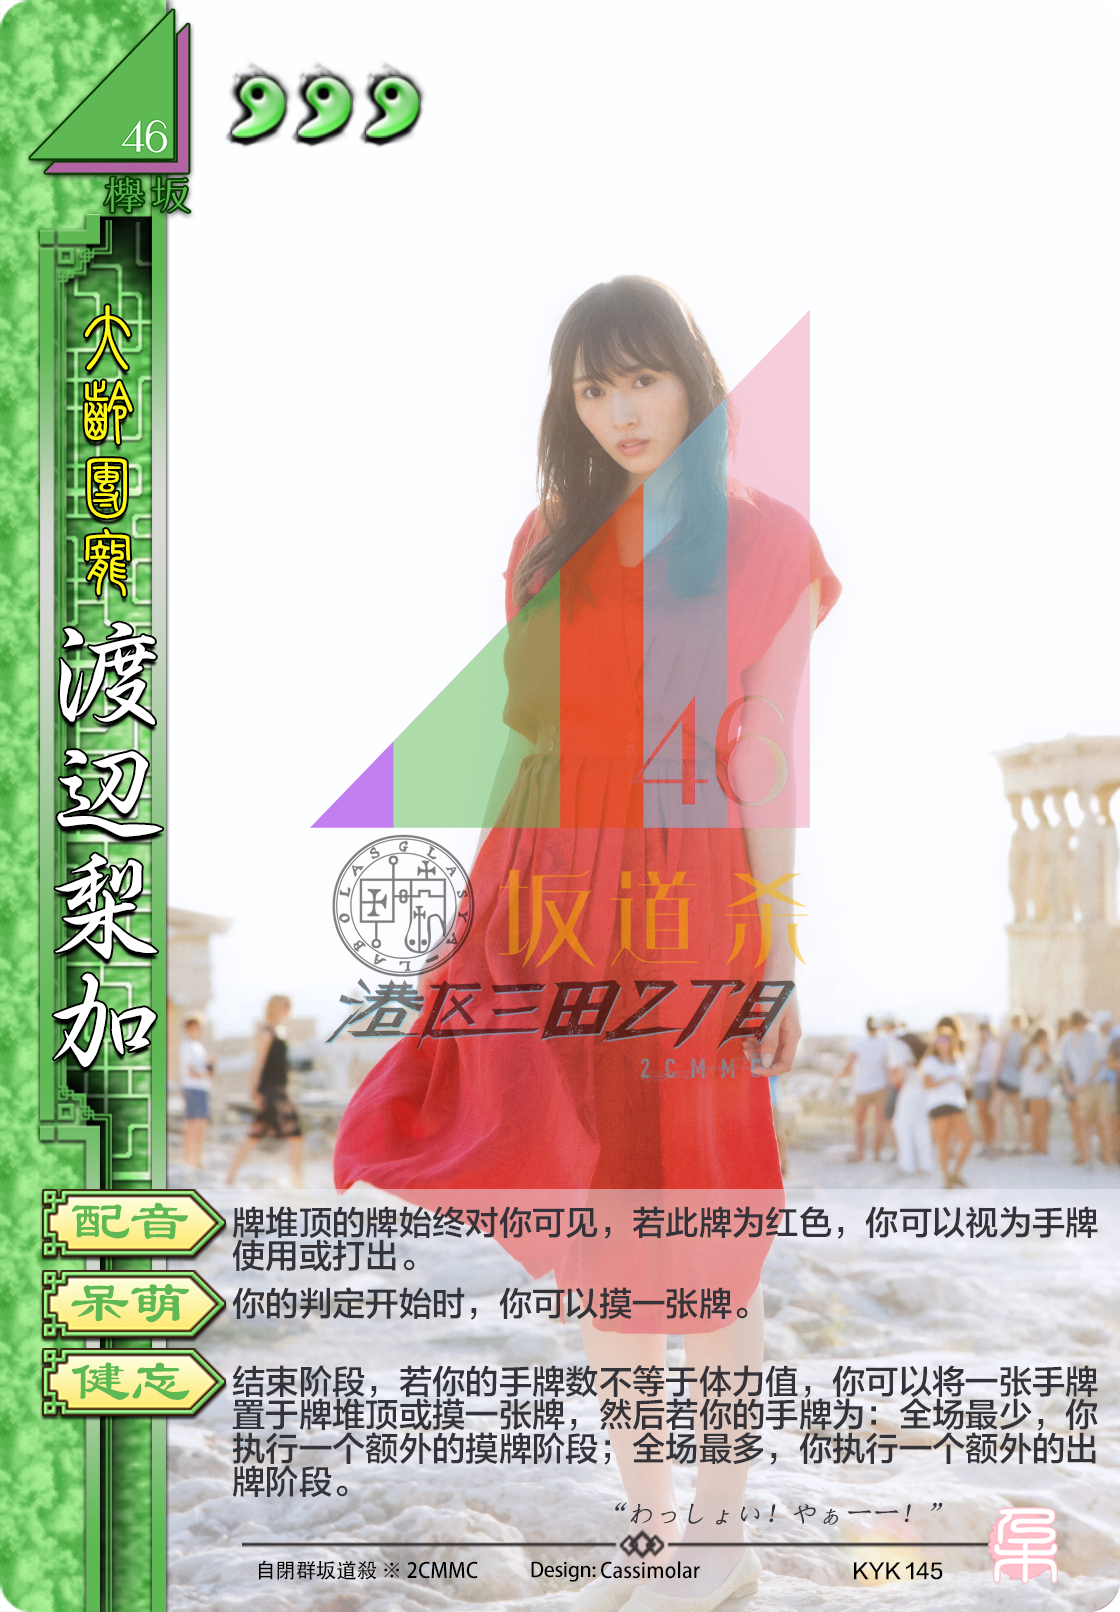 46
欅坂
大齡團寵
渡辺梨加
46
GLASYALABOLAS
坂道杀
港区三田乙丁目
2CMMC
配音
牌堆顶的牌始终对你可见，若此牌为红色，你可以视为手牌
使用或打出。
呆萌
你的判定开始时，你可以摸一张牌。
健忘
结束阶段，若你的手牌数不等于体力值，你可以将一张手牌
置于牌堆顶或摸一张牌，然后若你的手牌为：全场最少，你
执行一个额外的摸牌阶段；全场最多，你执行一个额外的出
牌阶段。
“わっしょい！やぁーー！”
自閉群坂道殺 ※ 2CMMC Design: Cassimolar KYK 145